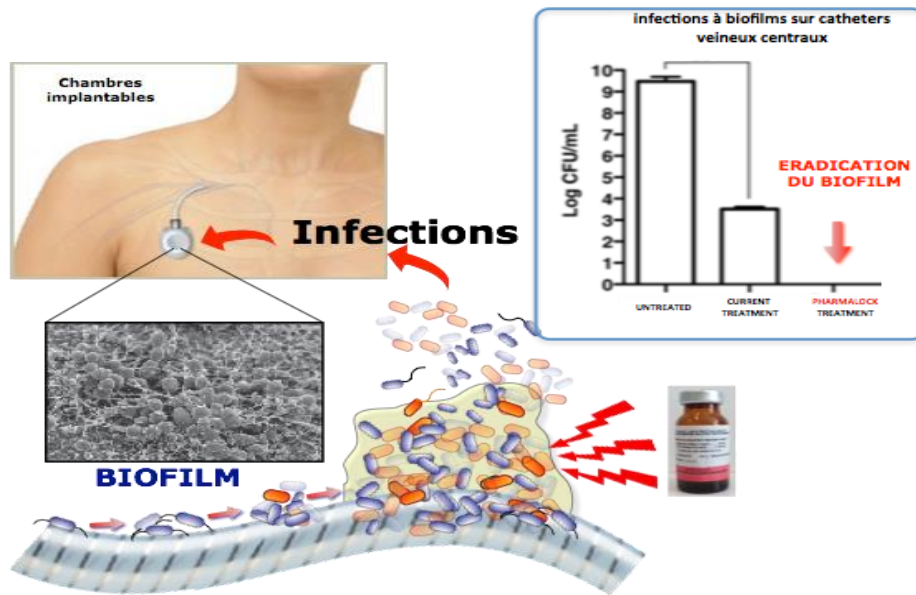 infections à biofilms sur catheters
veineux centraux
Chambres
implantables
10
9
8
7
6
5
4
3
2
1
0
Log CFU/mL
ERADICATION
DU BIOFILM
UNTREATED
CURRENT
TREATMENT
PHARMALOCK
TREATMENT
Infections
BIOFILM